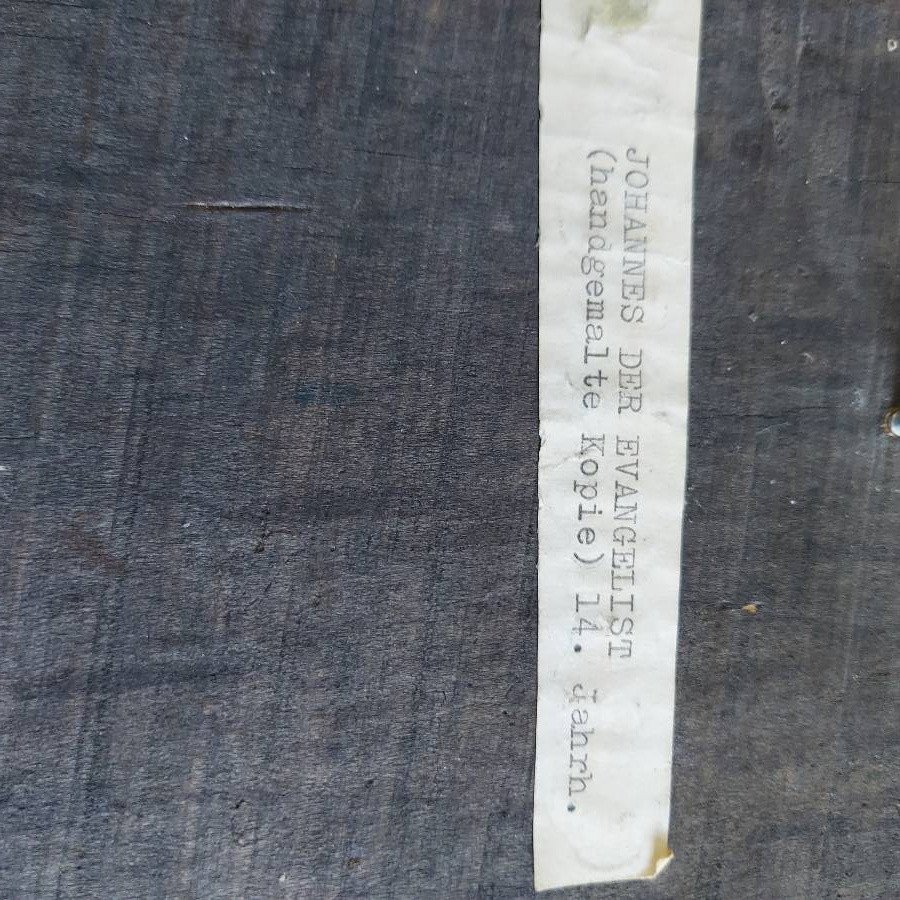 JOHANNES DER EVANGELIST
(handgemalte Kopie) 14. Jahrh.